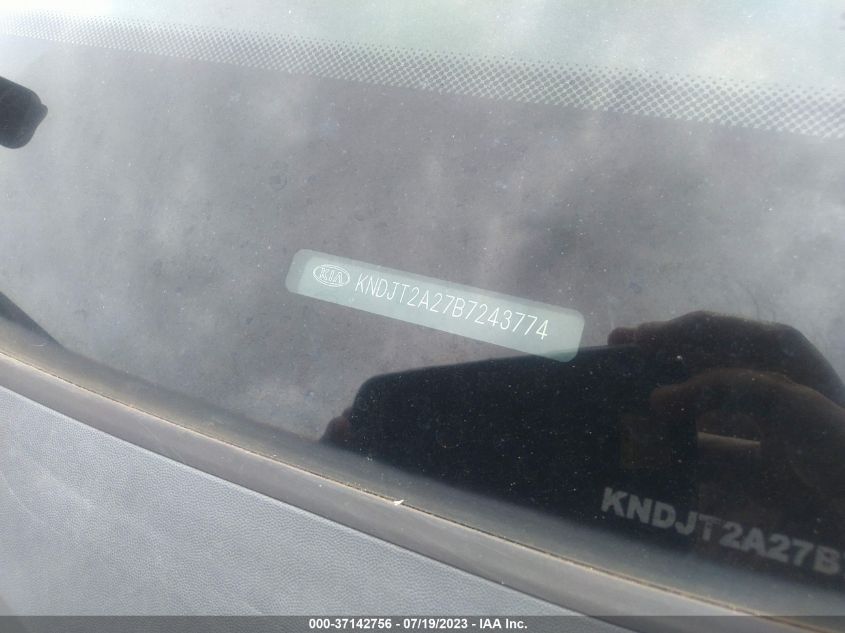 KIA KNDJT2A27B7243774
KNDJT2A27B
000-37142756 - 07/19/2023 - IAA Inc.